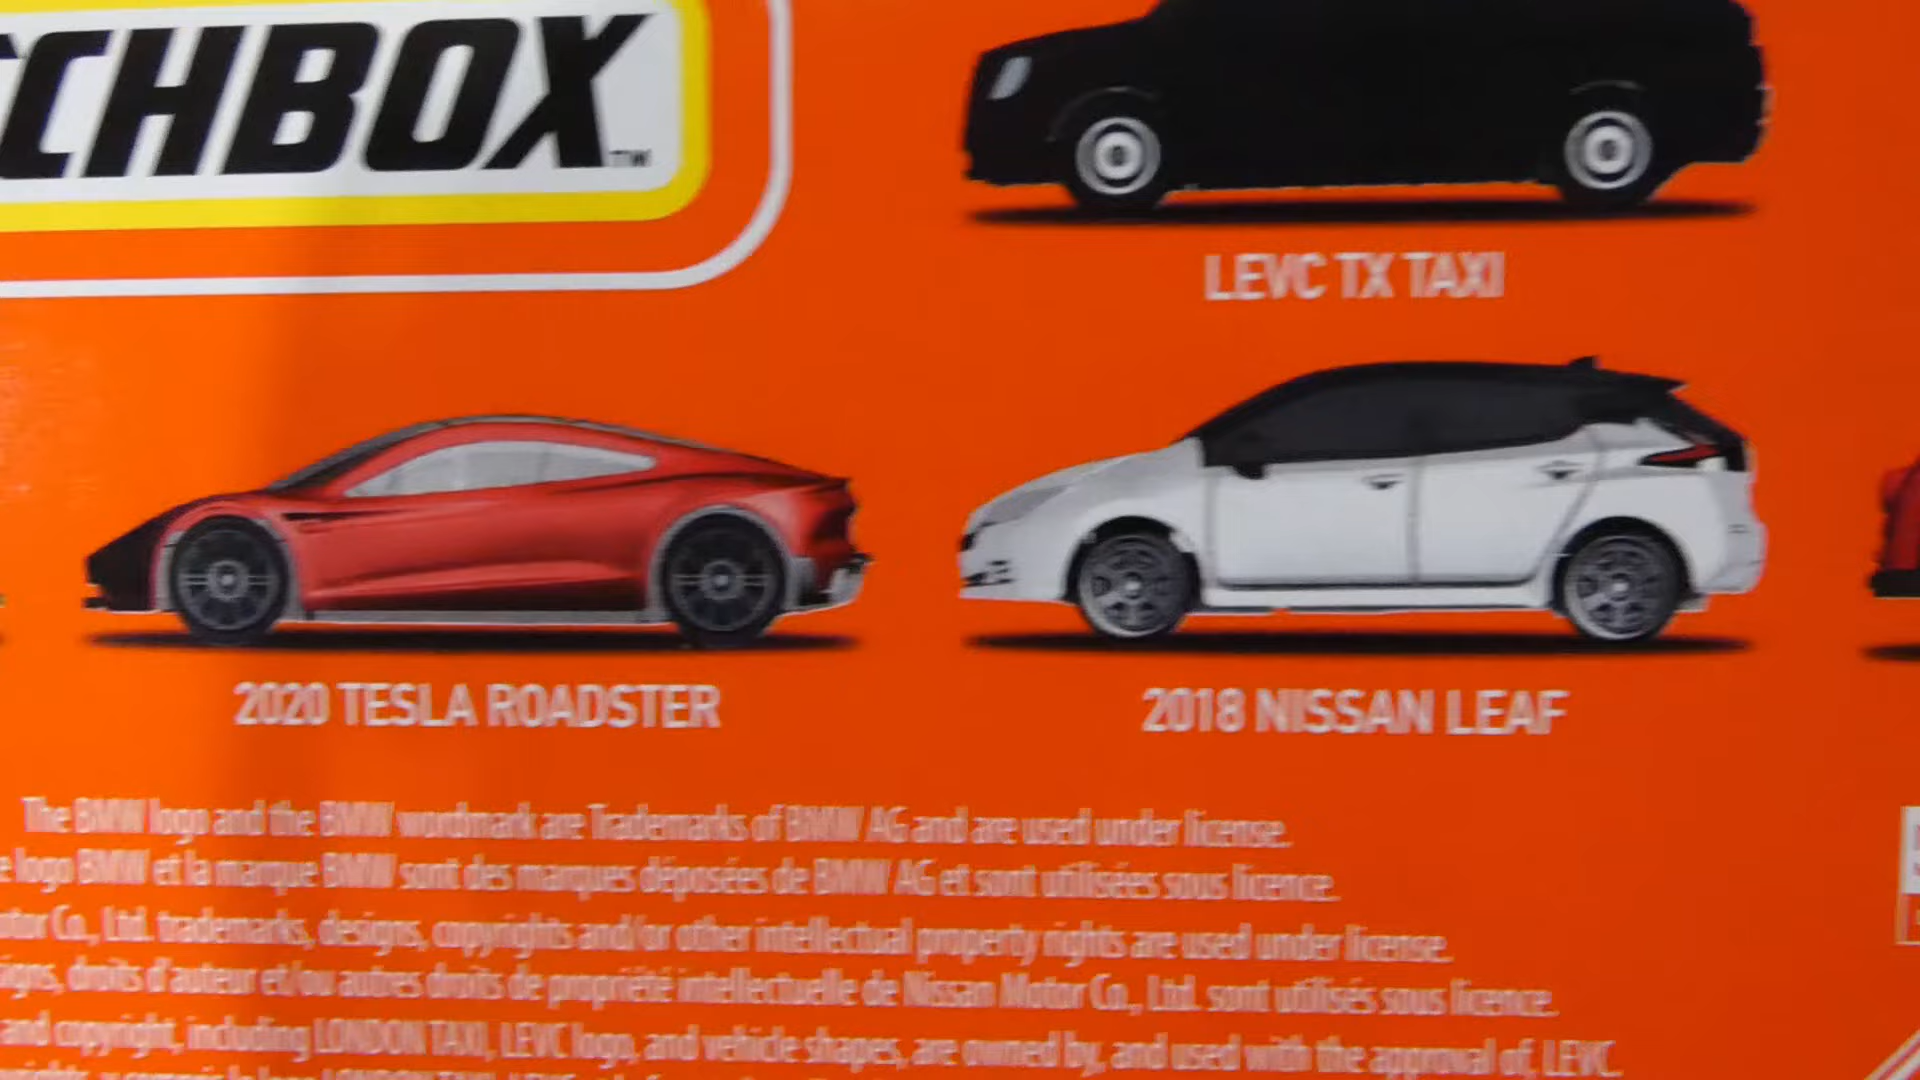 CHBOX™
LEVC TX TAXI
2020 TESLA ROADSTER
2018 NISSAN LEAF
The BMW logo and the BMW wordmark are Trademarks of BMW AG and are used under license.
logo BMW et la marque BMW sont des marques déposées de BMW AG et sont utilisées sous licence.
Co., Ltd. trademarks, designs, copyrights and/or other intellectual property rights are used under license.
droits d'auteur et/ou autres droits de propriété intellectuelle de Nissan Motor Co., Ltd. sont utilisés sous licence.
and copyright, including LONDON TAXI, LEVC logo, and vehicle shapes, are owned by, and used with the approval of, LEVC.